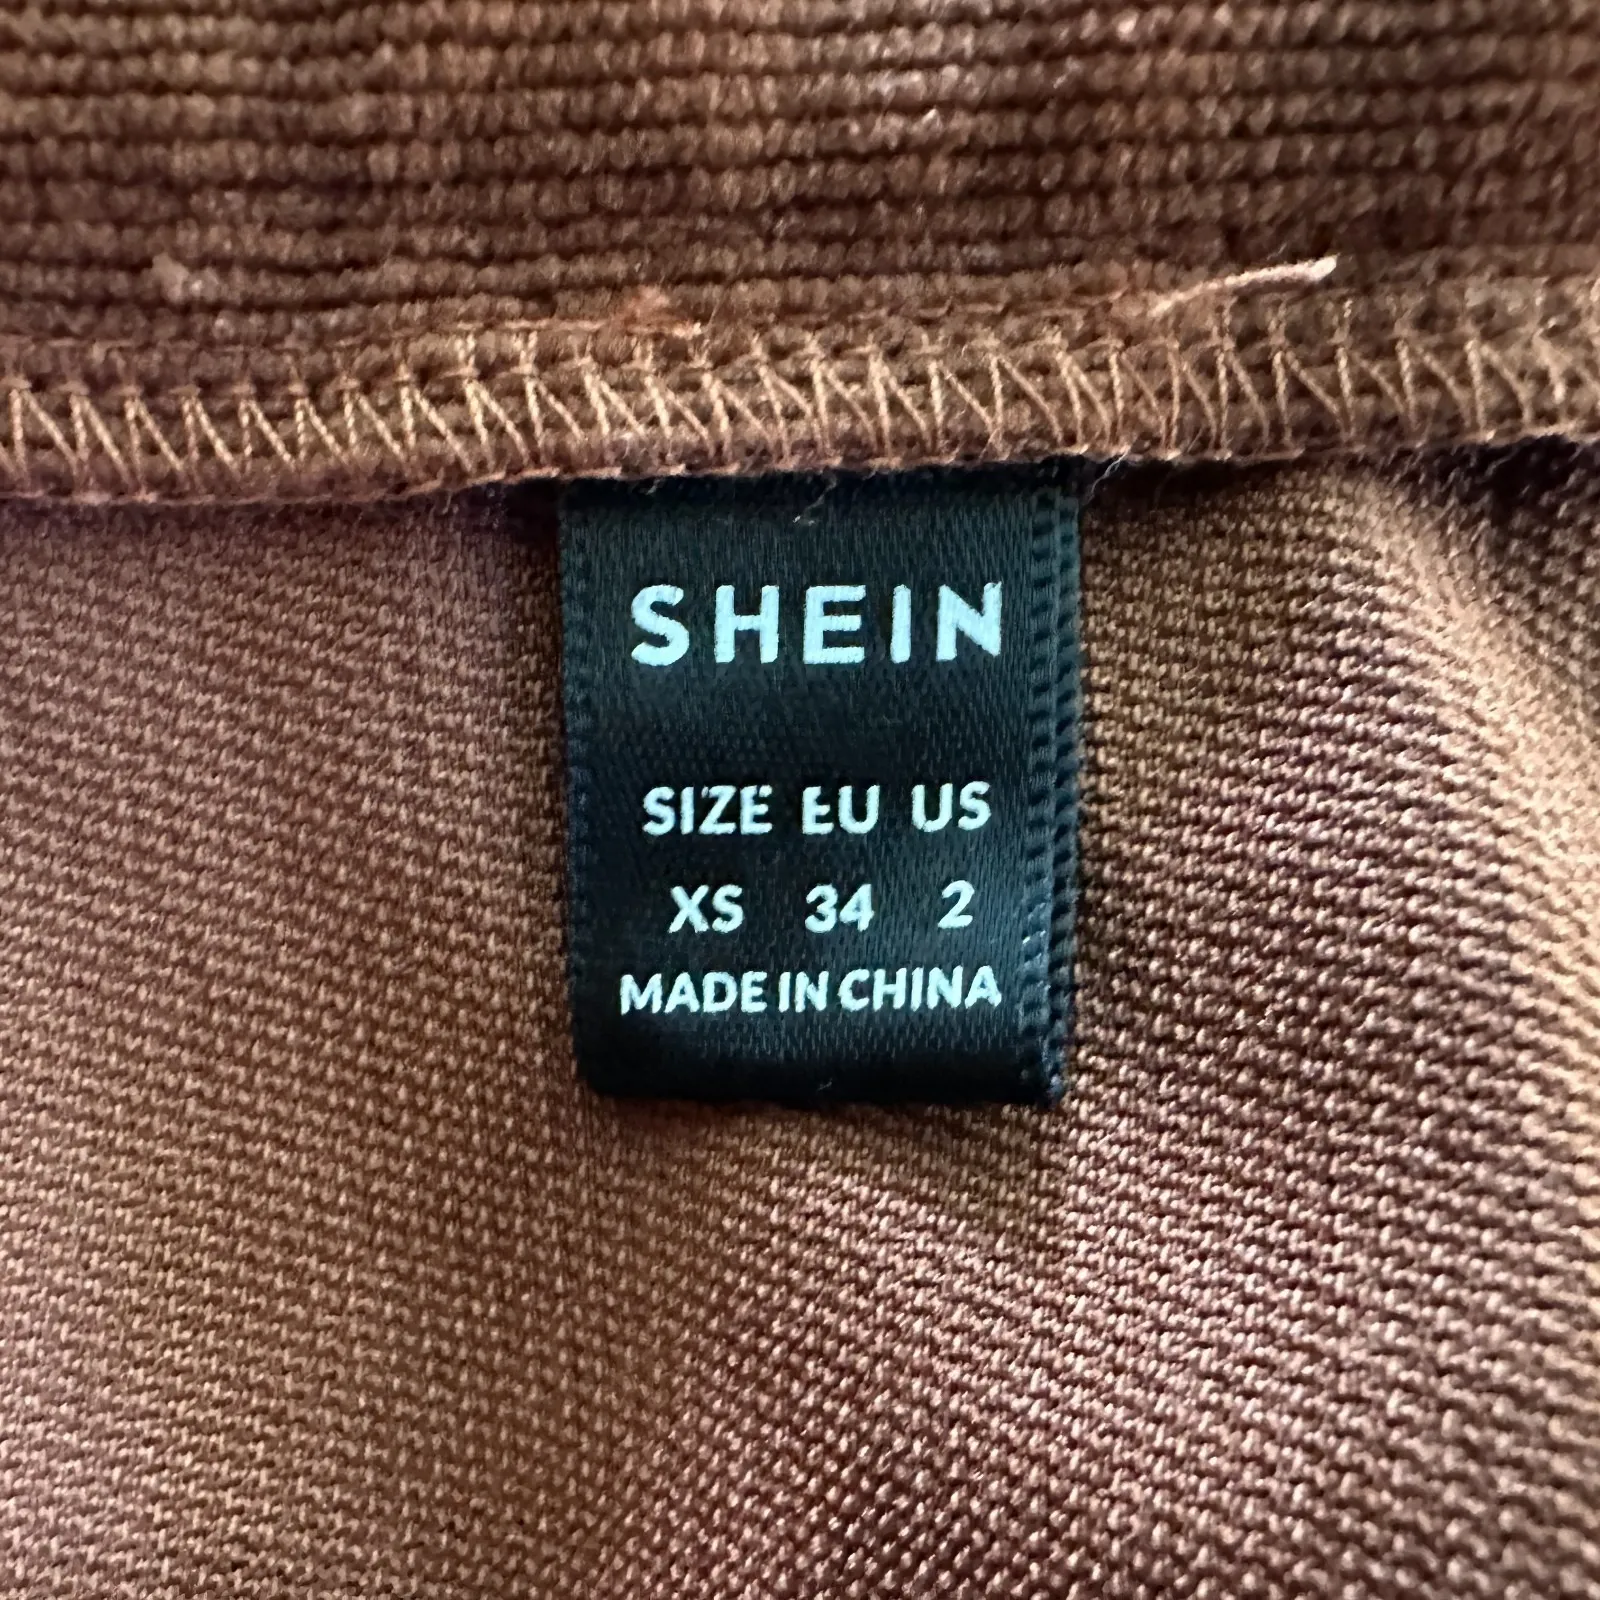 SHEIN
SIZE EU US
XS 34 2
MADE IN CHINA